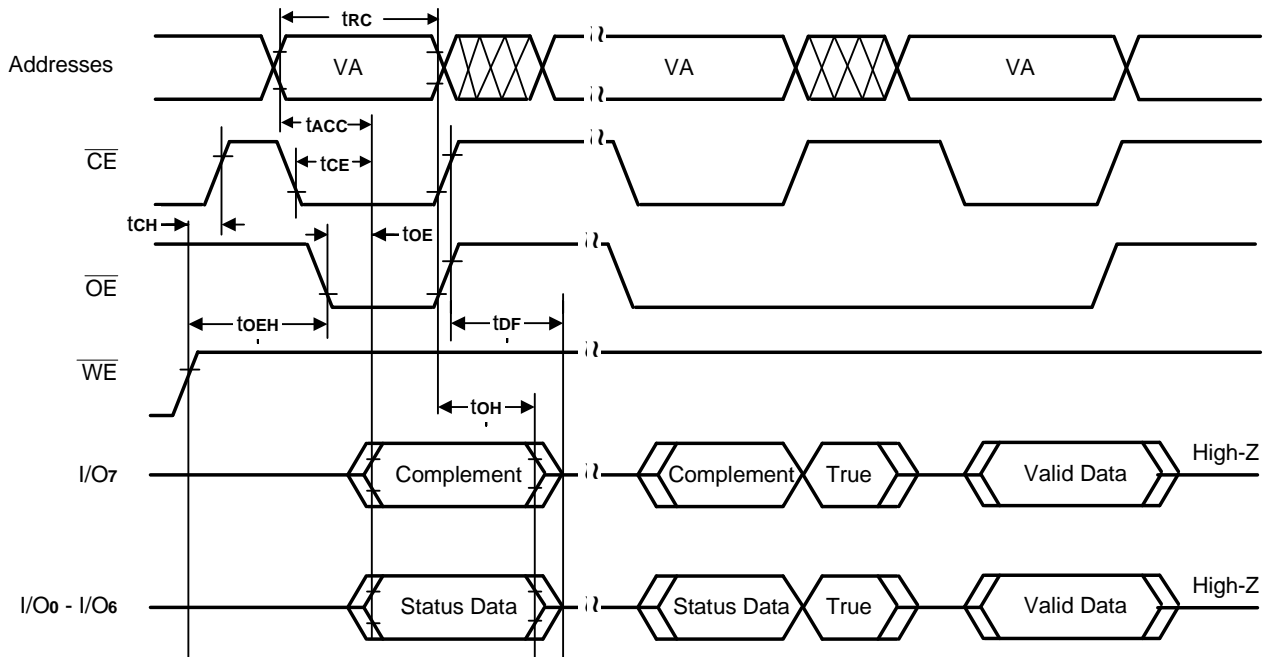 tRC
Addresses VA VA VA
tACC
CE tCE
tCH tOE
OE
tOEH tDF
WE
tOH
I/O7 Complement Complement True Valid Data High-Z
I/O0 - I/O6 Status Data Status Data True Valid Data High-Z